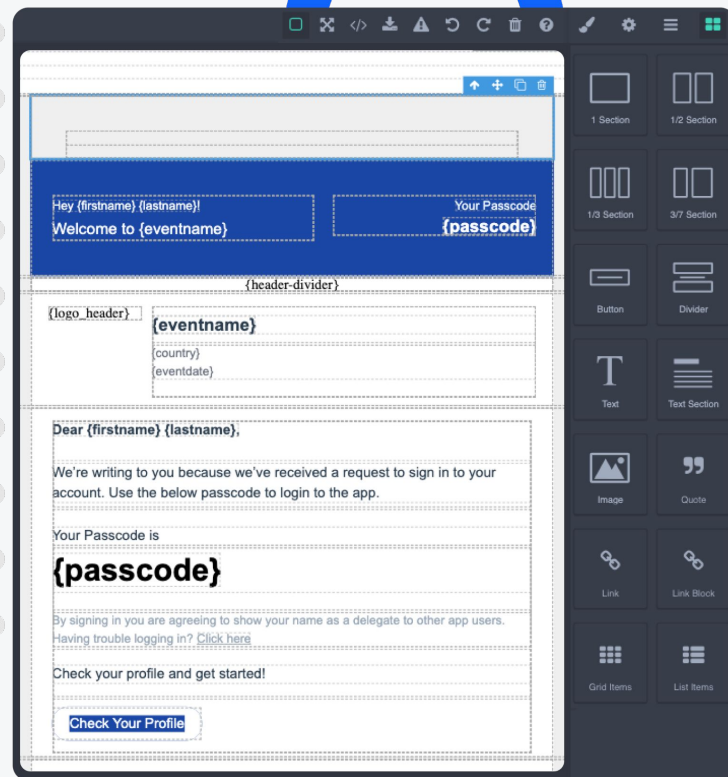 Hey {firstname} {lastname}!
Welcome to {eventname}
Your Passcode
{passcode}
{header-divider}
{logo_header}
{eventname}
{country}
{eventdate}
Dear {firstname} {lastname},
We're writing to you because we've received a request to sign in to your
account. Use the below passcode to login to the app.
Your Passcode is
{passcode}
By signing in you are agreeing to show your name as a delegate to other app users.
Having trouble logging in? Click here
Check your profile and get started!
Check Your Profile
1 Section
1/2 Section
1/3 Section
3/7 Section
Button
Divider
Text
Text Section
Image
Quote
Link
Link Block
Grid Items
List Items